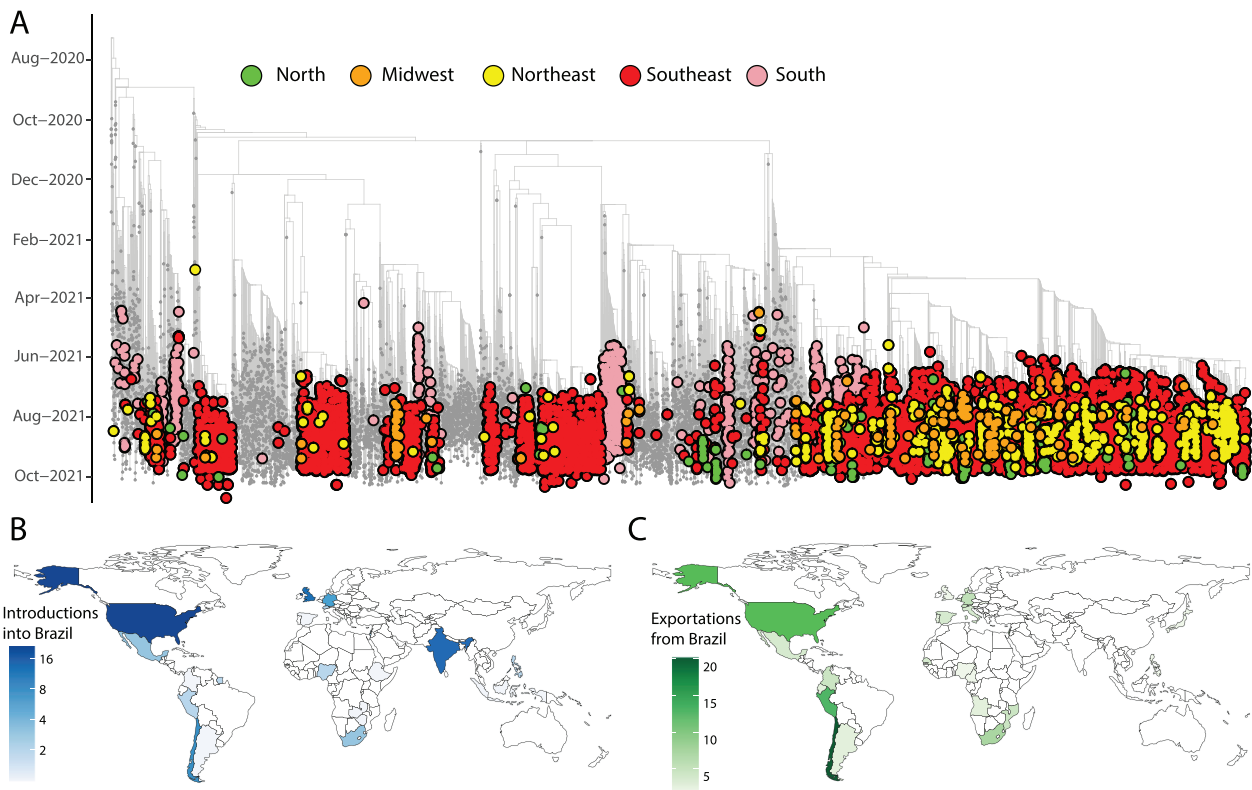 A
Aug−2020
Oct−2020
Dec−2020
Feb−2021
Apr−2021
Jun−2021
Aug−2021
Oct−2021
North Midwest Northeast Southeast South
B
Introductions
into Brazil
16
8
4
2
C
Exportations
from Brazil
20
15
10
5